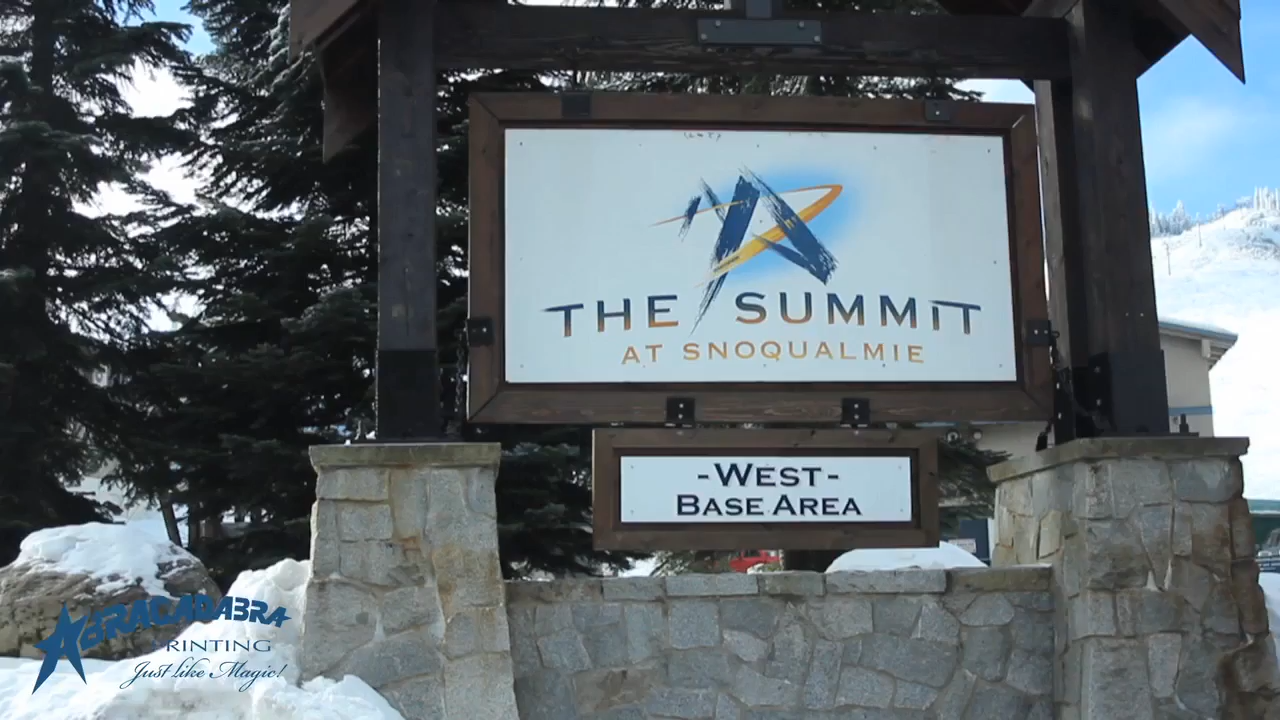 THE SUMMIT
AT SNOQUALMIE
-WEST-
BASE AREA
ABRACADABRA
PRINTING
Just like Magic!